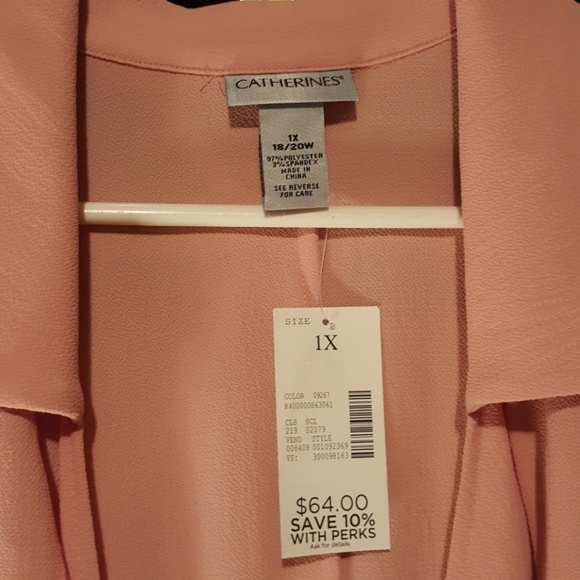 CATHERINES®
1X
18/20W
97%POLYESTER
3%SPANDEX
MADE IN
CHINA
SEE REVERSE
FOR CARE
SIZE
1X
COLOR 09267
8400000863061
CLS SCL
219 S2079
VEND STYLE
008408 001092369
VS: 300098183
$64.00
SAVE 10%
WITH PERKS
Ask for details.